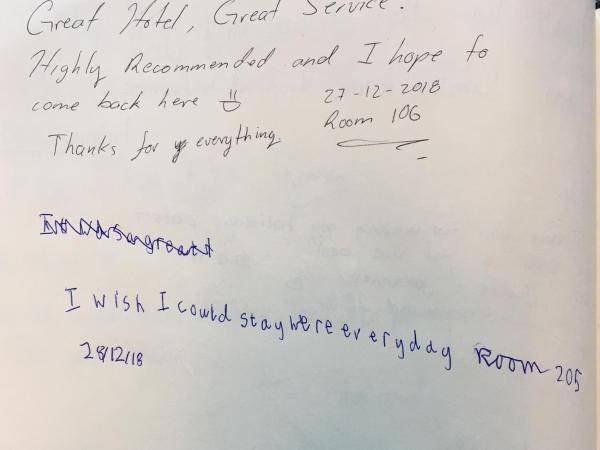 Great Hotel, Great Service.
Highly Recommended and I hope to
come back here
27-12-2018
Room 106
Thanks for everything.
I wish I could stay here everyday Room 205
28/12/18